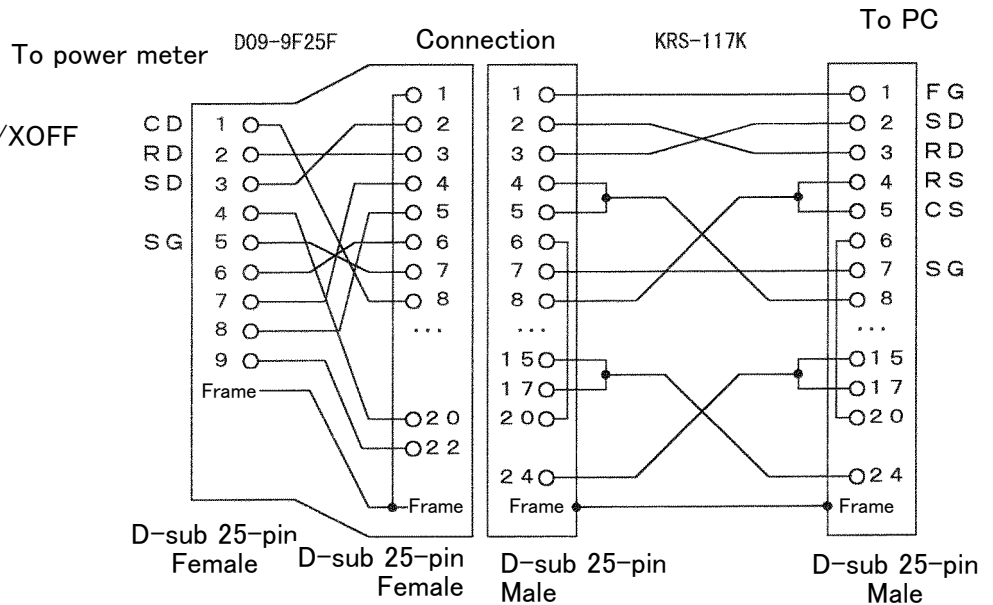 To PC
To power meter D09-9F25F Connection KRS-117K
/XOFF
CD 1
RD 2
SD 3
4
SG 5
6
7
8
9
Frame
1
2
3
4
5
6
7
8
...
20
22
Frame
1
2
3
4
5
6
7
8
...
15
17
20
24
Frame
1 FG
2 SD
3 RD
4 RS
5 CS
6
7 SG
8
...
15
17
20
24
Frame
D-sub 25-pin
Female
D-sub 25-pin
Female
D-sub 25-pin
Male
D-sub 25-pin
Male